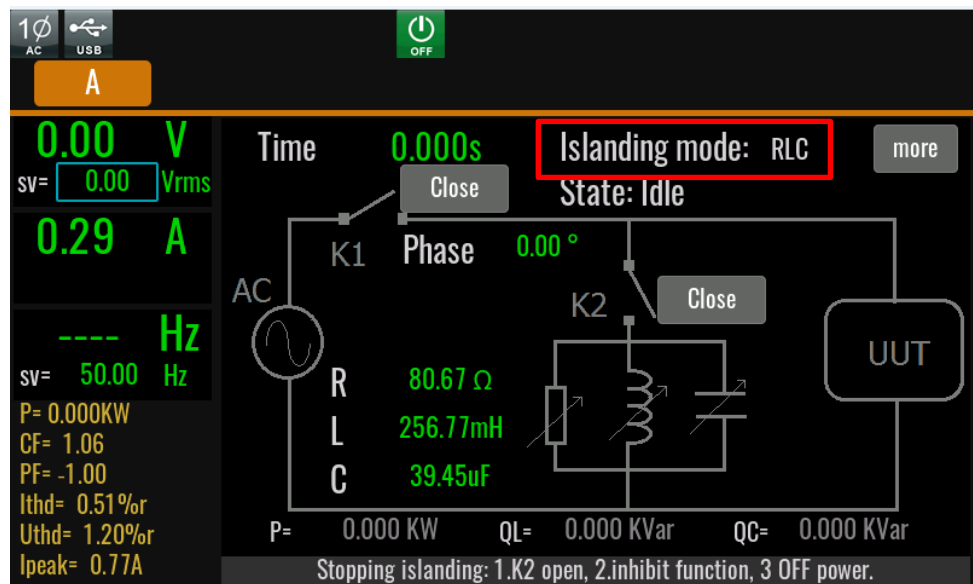 1Ø
AC
USB
OFF
A
0.00 V
sv= 0.00 Vrms
0.29 A
---- Hz
sv= 50.00 Hz
P= 0.000KW
CF= 1.06
PF= -1.00
Ithd= 0.51%r
Uthd= 1.20%r
Ipeak= 0.77A
Time 0.000s
Islanding mode: RLC
more
Close
State: Idle
K1
Phase 0.00 °
AC
K2
Close
UUT
R 80.67 Ω
L 256.77mH
C 39.45uF
P= 0.000 KW QL= 0.000 KVar QC= 0.000 KVar
Stopping islanding: 1.K2 open, 2.inhibit function, 3 OFF power.